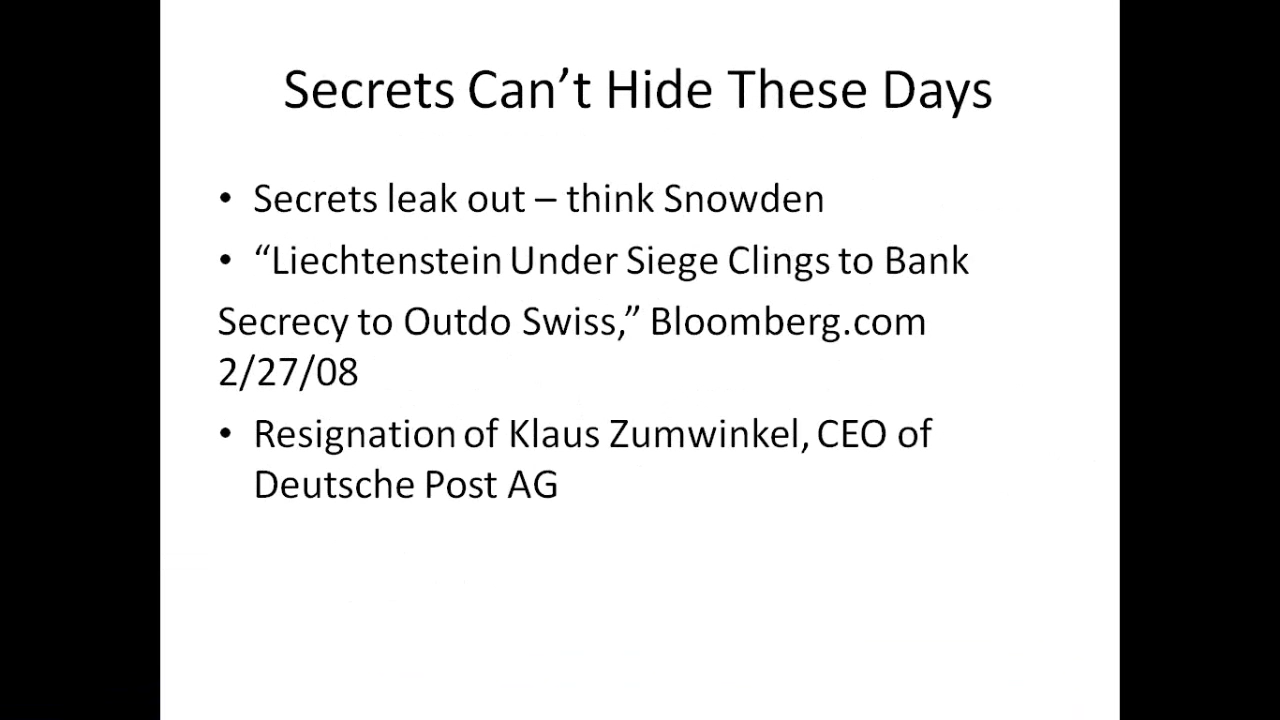 Secrets Can’t Hide These Days
• Secrets leak out – think Snowden
• “Liechtenstein Under Siege Clings to Bank
Secrecy to Outdo Swiss,” Bloomberg.com
2/27/08
• Resignation of Klaus Zumwinkel, CEO of
Deutsche Post AG